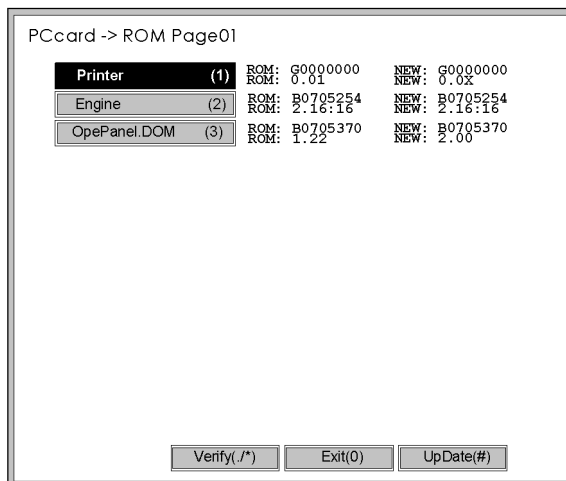 PCcard -> ROM Page01
Printer (1) ROM: G0000000 NEW: G0000000
ROM: 0.01 NEW: 0.0X
Engine (2) ROM: B0705254 NEW: B0705254
ROM: 2.16:16 NEW: 2.16:16
OpePanel.DOM (3) ROM: B0705370 NEW: B0705370
ROM: 1.22 NEW: 2.00
Verify(./*) Exit(0) UpDate(#)